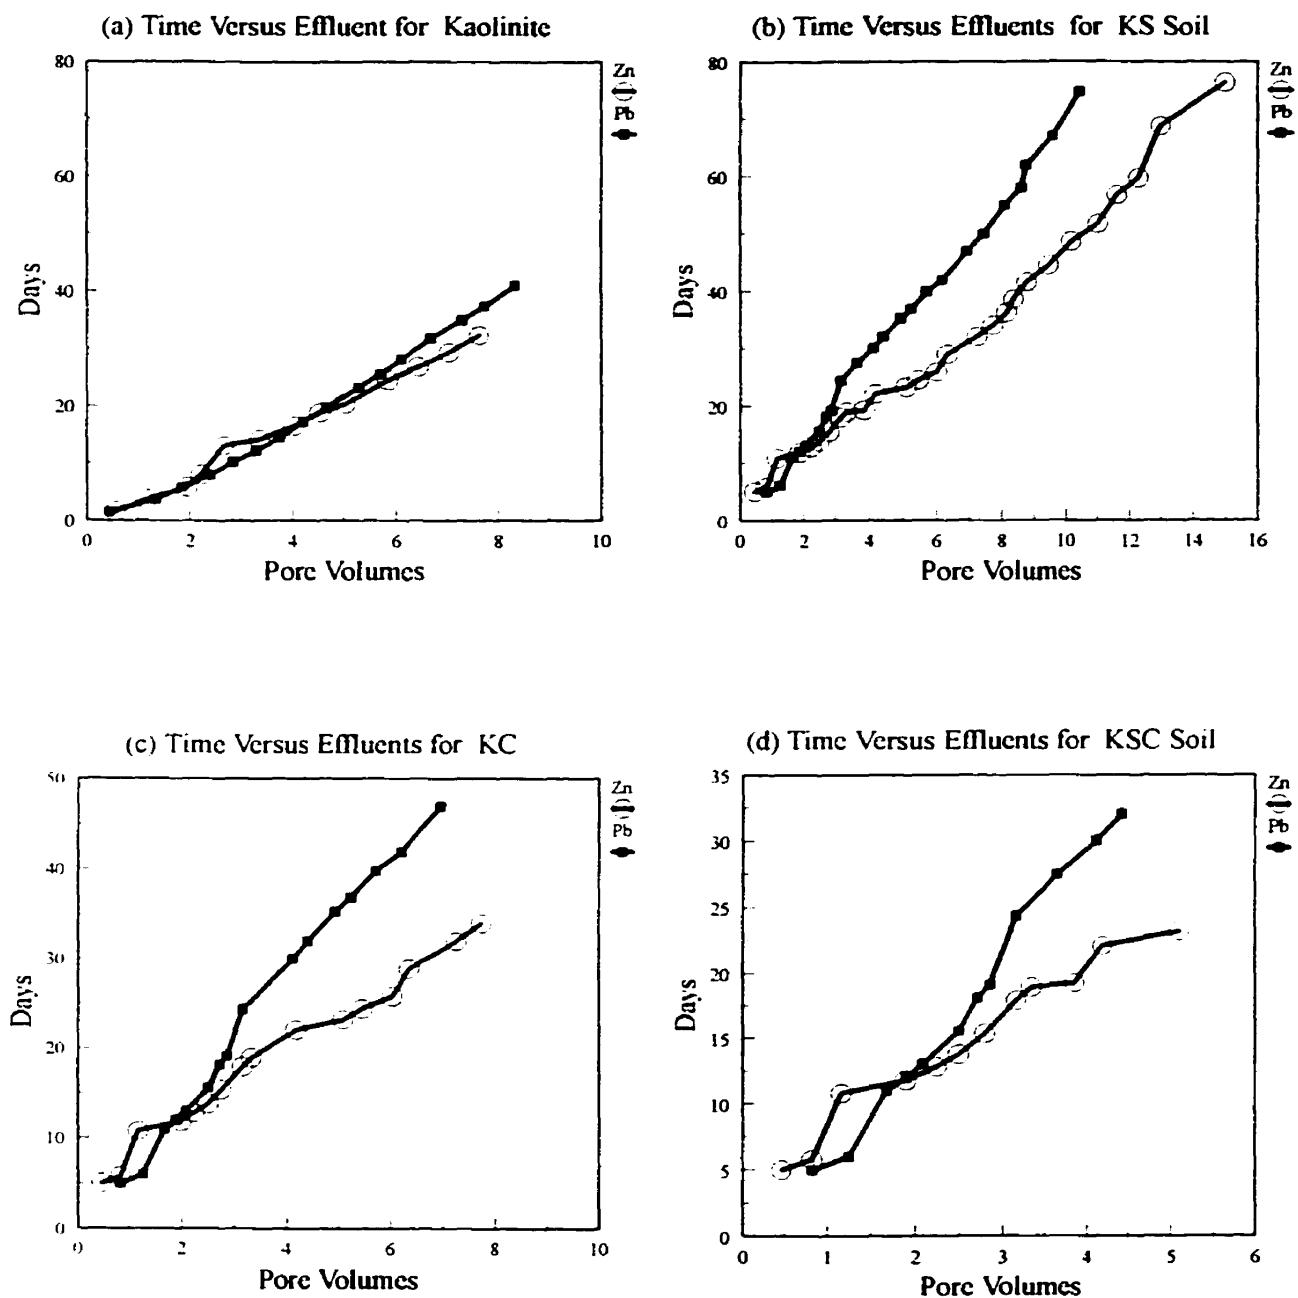 (a) Time Versus Effluent for Kaolinite
80
60
40
20
0
0 2 4 6 8 10
Days
Pore Volumes
Zn
Pb
(b) Time Versus Effluents for KS Soil
80
60
40
20
0
0 2 4 6 8 10 12 14 16
Days
Pore Volumes
Zn
Pb
(c) Time Versus Effluents for KC
50
40
30
20
10
0
0 2 4 6 8 10
Days
Pore Volumes
Zn
Pb
(d) Time Versus Effluents for KSC Soil
35
30
25
20
15
10
5
0
0 1 2 3 4 5 6
Days
Pore Volumes
Zn
Pb